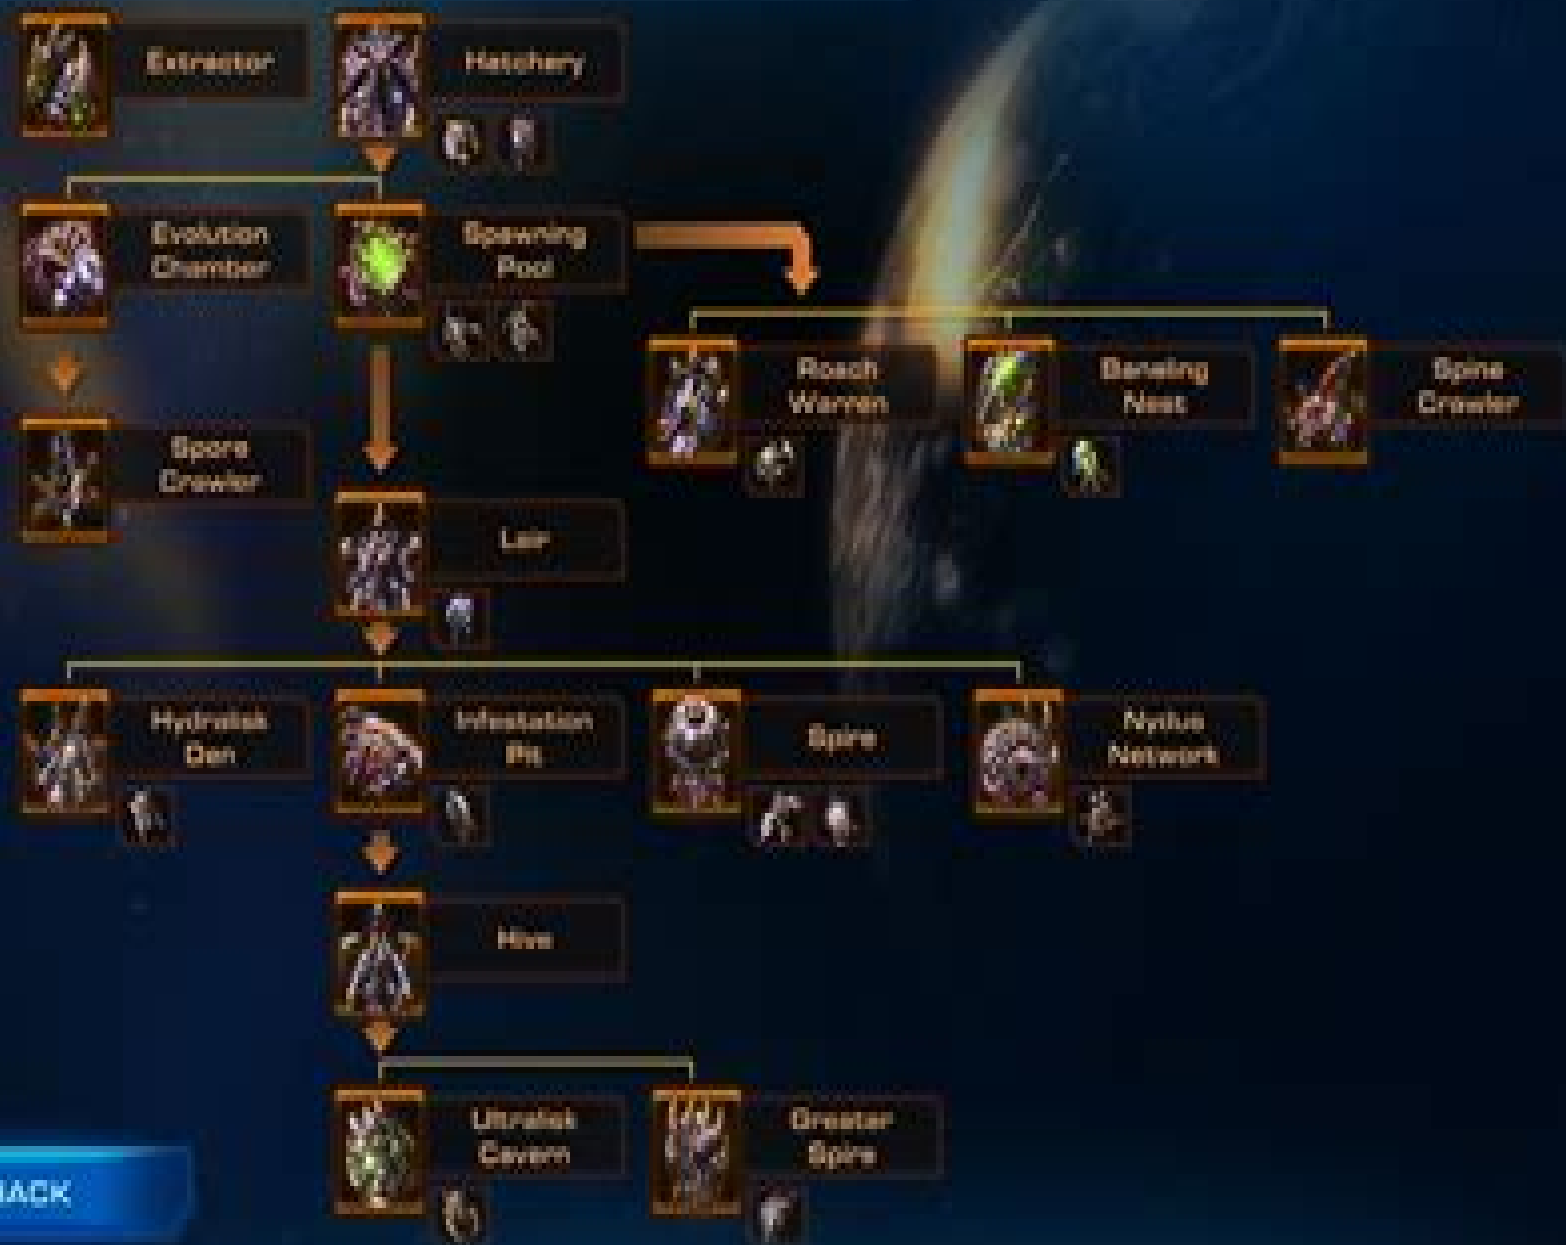 Extractor
Hatchery
Evolution
Chamber
Spawning
Pool
Roach
Warren
Baneling
Nest
Spine
Crawler
Spore
Crawler
Lair
Hydralisk
Den
Infestation
Pit
Spire
Nydus
Network
Hive
Ultralisk
Cavern
Greater
Spire
BACK